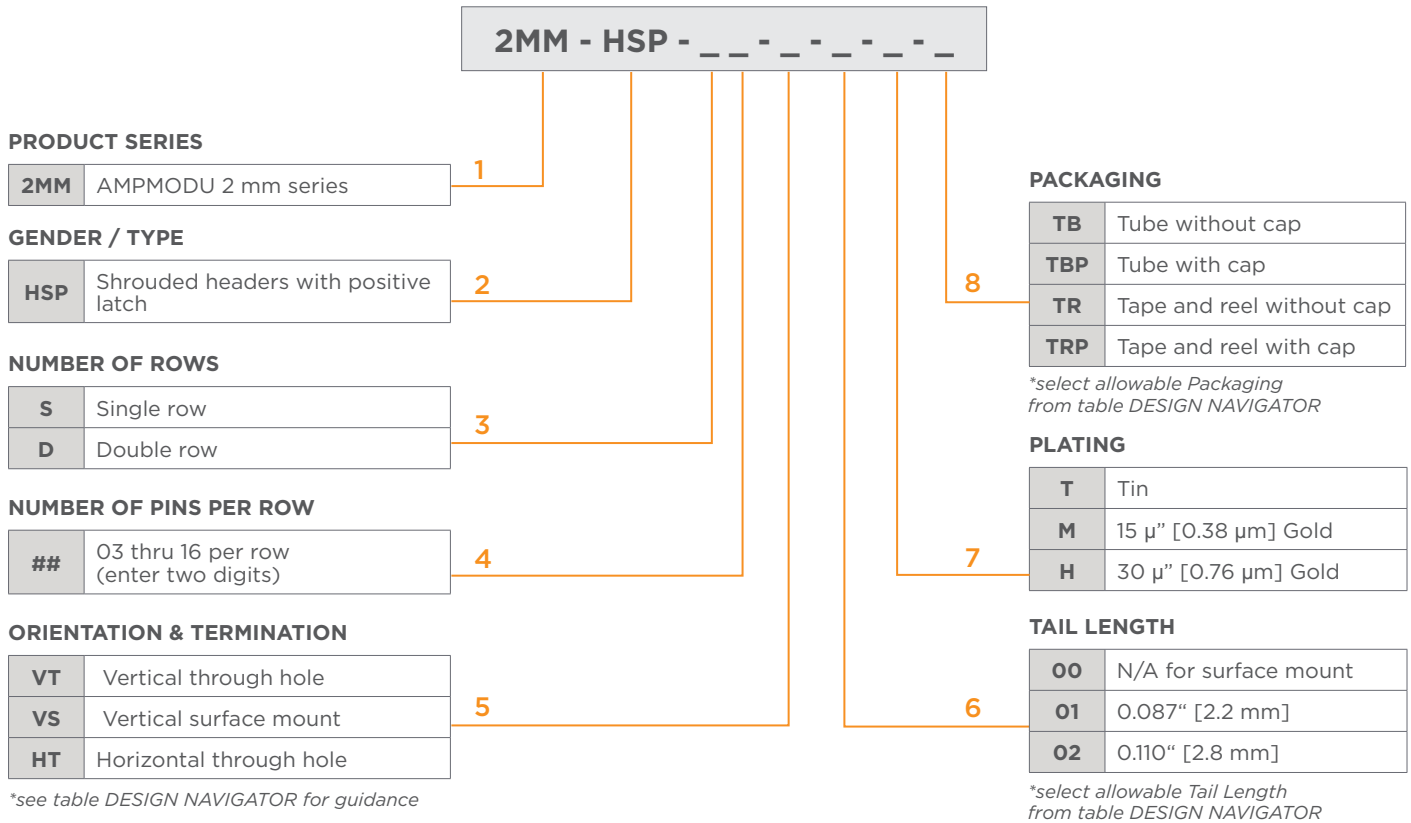 2MM - HSP - _ _ - _ - _ - _ - _
PRODUCT SERIES
2MM AMPMODU 2 mm series
1
GENDER / TYPE
HSP Shrouded headers with positive
latch
2
NUMBER OF ROWS
S Single row
D Double row
3
NUMBER OF PINS PER ROW
## 03 thru 16 per row
(enter two digits)
4
ORIENTATION & TERMINATION
VT Vertical through hole
VS Vertical surface mount
HT Horizontal through hole
5
*see table DESIGN NAVIGATOR for guidance
PACKAGING
TB Tube without cap
TBP Tube with cap
TR Tape and reel without cap
TRP Tape and reel with cap
8
*select allowable Packaging
from table DESIGN NAVIGATOR
PLATING
T Tin
M 15 µ” [0.38 µm] Gold
H 30 µ” [0.76 µm] Gold
7
TAIL LENGTH
00 N/A for surface mount
01 0.087“ [2.2 mm]
02 0.110“ [2.8 mm]
6
*select allowable Tail Length
from table DESIGN NAVIGATOR